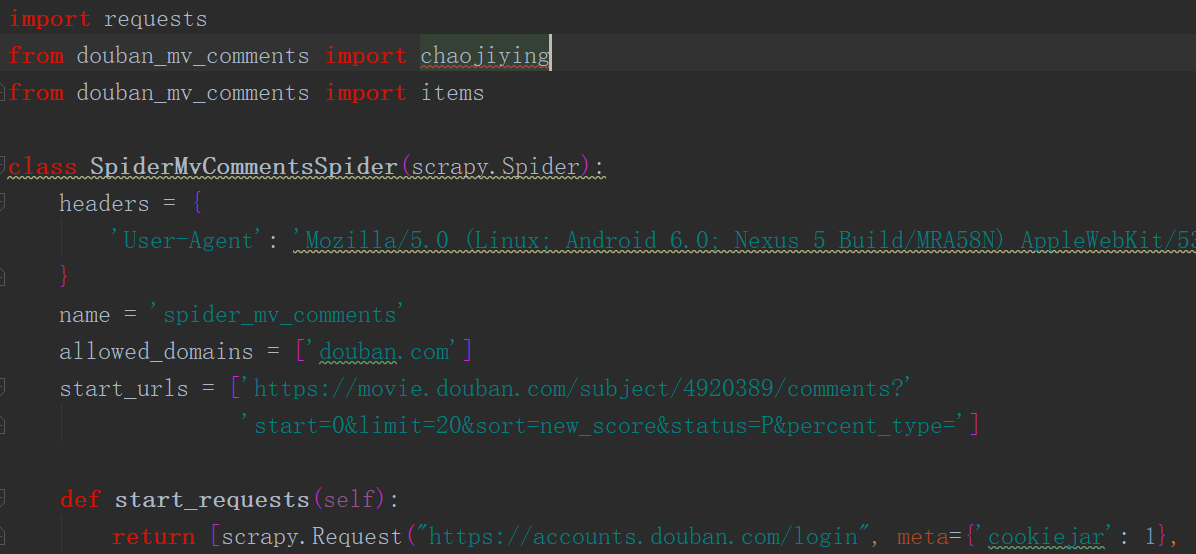 import requests
from douban_mv_comments import chaojiying
from douban_mv_comments import items
class SpiderMvCommentsSpider(scrapy.Spider):
headers = {
'User-Agent': 'Mozilla/5.0 (Linux; Android 6.0; Nexus 5 Build/MRA58N) AppleWebKit/53
}
name = 'spider_mv_comments'
allowed_domains = ['douban.com']
start_urls = ['https://movie.douban.com/subject/4920389/comments?'
'start=0&limit=20&sort=new_score&status=P&percent_type=']
def start_requests(self):
return [scrapy.Request("https://accounts.douban.com/login", meta={'cookiejar': 1},